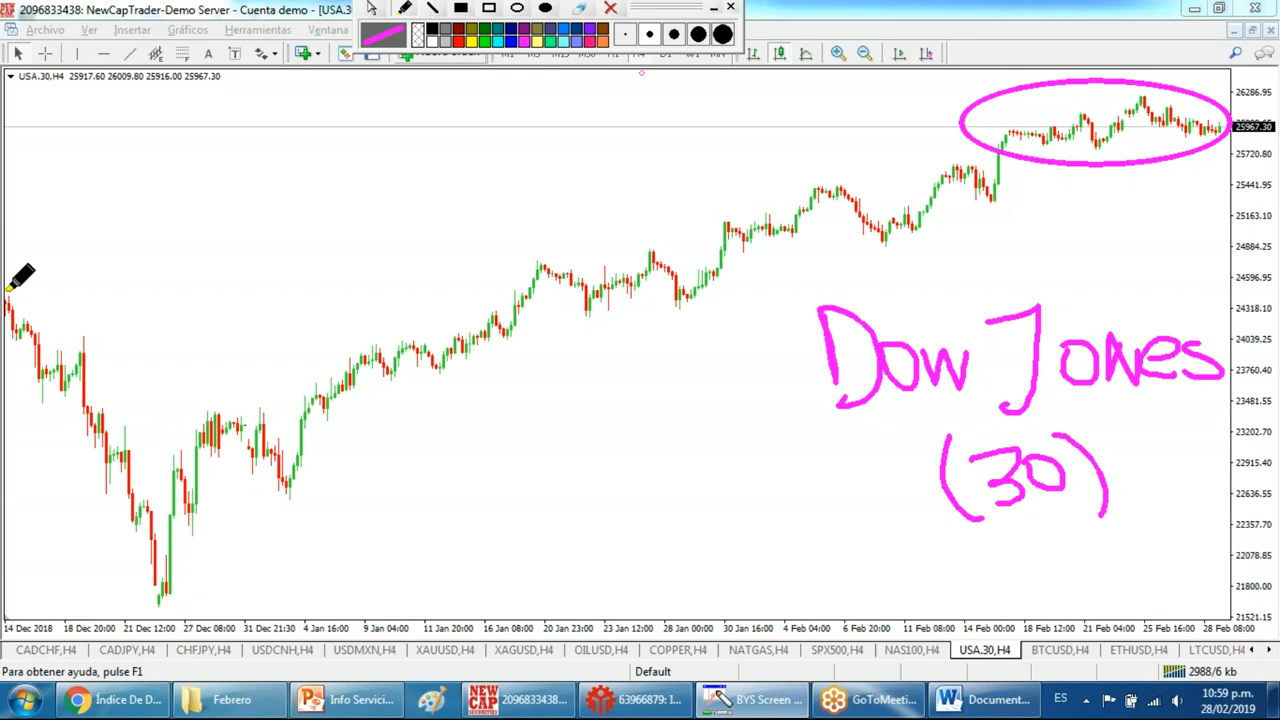 2096833438: NewCapTrader-Demo Server - Cuenta demo - [USA.3
Archivo Ver Insertar Gráficos Herramientas Ventana
USA.30,H4 25917.60 26009.80 25916.00 25967.30
26286.95
25967.30
25720.80
25441.95
25163.10
24884.25
24596.95
24318.10
24039.25
23760.40
23481.55
23202.70
22915.40
22636.55
22357.70
22078.85
21800.00
21521.15
Dow Jones
(30)
14 Dec 2018 18 Dec 20:00 21 Dec 12:00 27 Dec 08:00 31 Dec 21:30 4 Jan 16:00 9 Jan 04:00 11 Jan 20:00 16 Jan 08:00 20 Jan 23:00 23 Jan 12:00 28 Jan 00:00 30 Jan 16:00 4 Feb 04:00 6 Feb 20:00 11 Feb 08:00 14 Feb 00:00 18 Feb 12:00 21 Feb 04:00 25 Feb 16:00 28 Feb 08:00
CADCHF,H4 CADJPY,H4 CHFJPY,H4 USDCNH,H4 USDMXN,H4 XAUUSD,H4 XAGUSD,H4 OILUSD,H4 COPPER,H4 NATGAS,H4 SPX500,H4 NAS100,H4 USA.30,H4 BTCUSD,H4 ETHUSD,H4 LTCUSD,H4
Para obtener ayuda, pulse F1 Default 2988/6 kb
Índice De D... Febrero Info Servici... NEW CAP SECURITIES 2096833438... 63966879: I... BYS Screen ... GoToMeeti... Document... ES 10:59 p.m.
28/02/2019